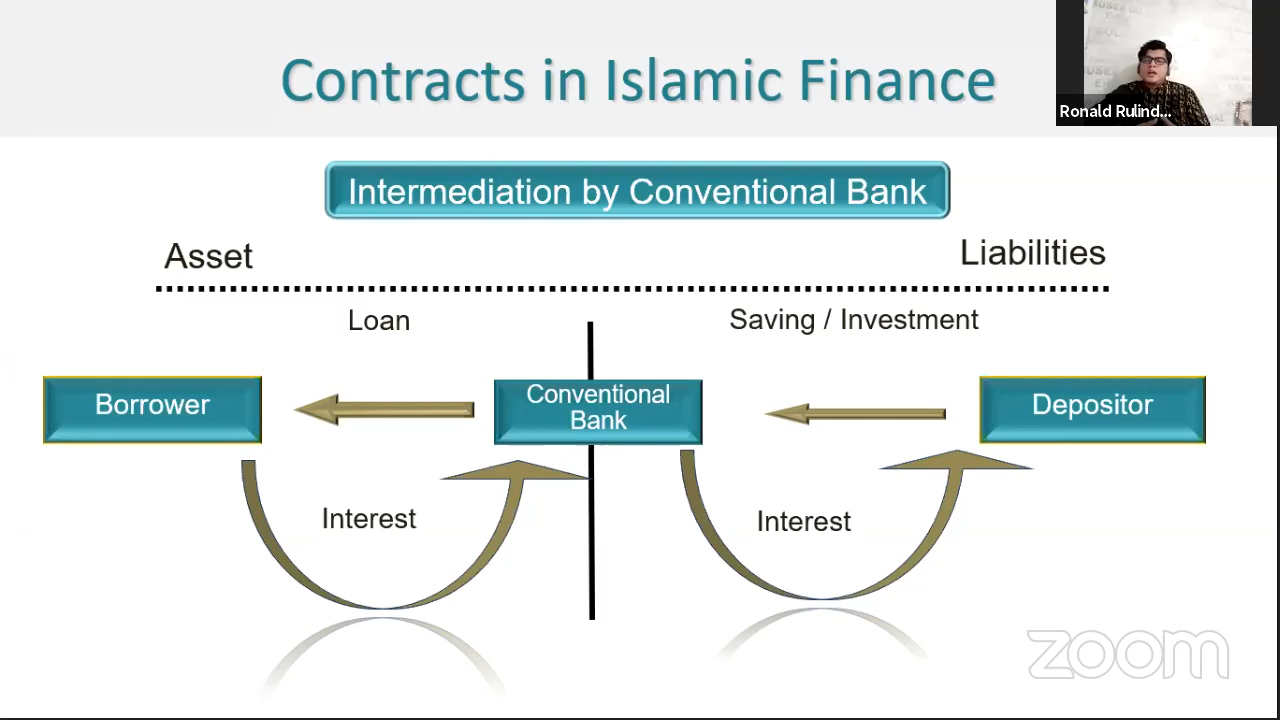 Contracts in Islamic Finance
Ronald Rulind...
Intermediation by Conventional Bank
Asset
Liabilities
Loan
Saving / Investment
Borrower
Conventional
Bank
Depositor
Interest
Interest
zoom